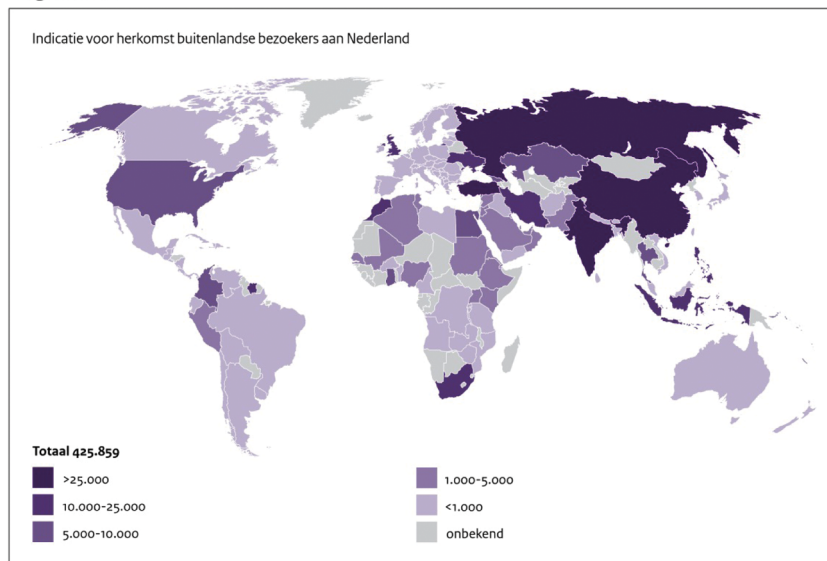 Indicatie voor herkomst buitenlandse bezoekers aan Nederland
Totaal 425.859
>25.000
10.000-25.000
5.000-10.000
1.000-5.000
<1.000
onbekend